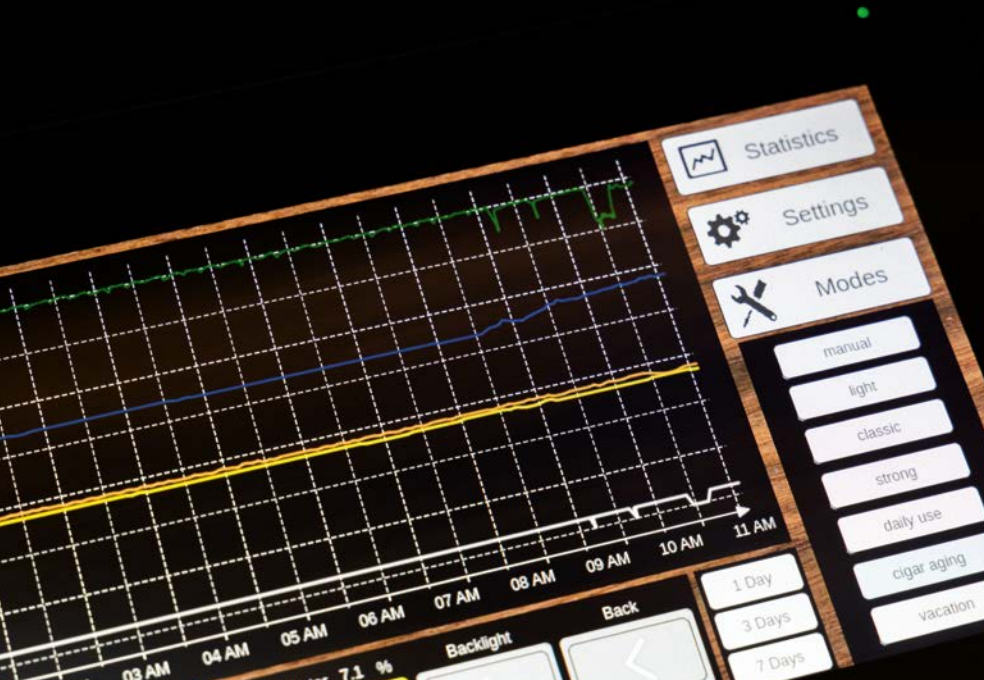 Statistics
Settings
Modes
manual
light
classic
strong
daily use
cigar aging
vacation
03 AM
04 AM
05 AM
06 AM
07 AM
08 AM
09 AM
10 AM
11 AM
7.1 %
Backlight
Back
1 Day
3 Days
7 Days